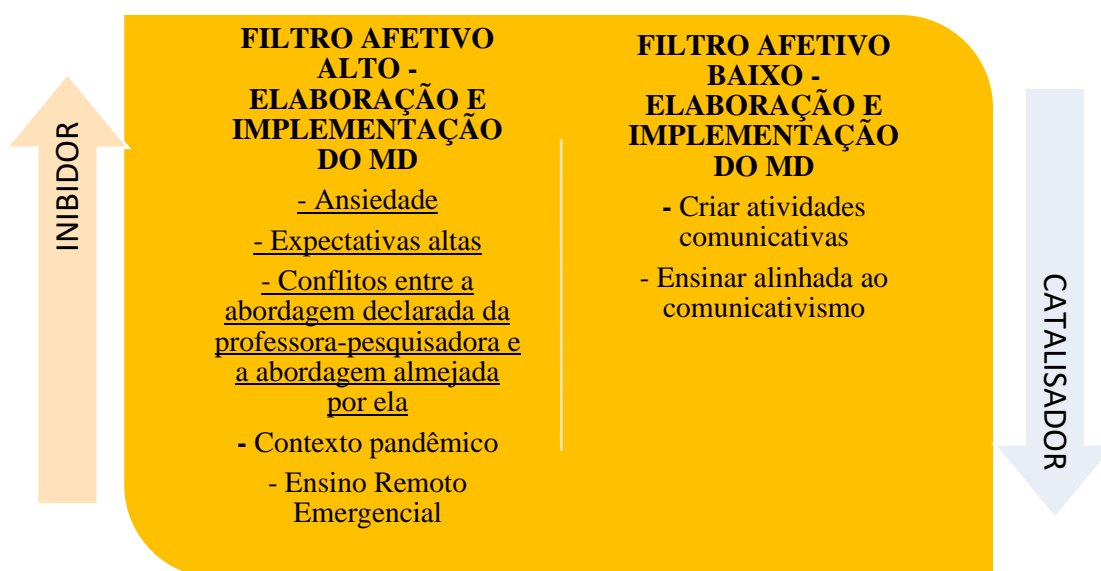 INIBIDOR
FILTRO AFETIVO
ALTO -
ELABORAÇÃO E
IMPLEMENTAÇÃO
DO MD
- Ansiedade
- Expectativas altas
- Conflitos entre a
abordagem declarada da
professora-pesquisadora e
a abordagem almejada
por ela
- Contexto pandêmico
- Ensino Remoto
Emergencial
FILTRO AFETIVO
BAIXO -
ELABORAÇÃO E
IMPLEMENTAÇÃO
DO MD
- Criar atividades
comunicativas
- Ensinar alinhada ao
comunicativismo
CATALISADOR